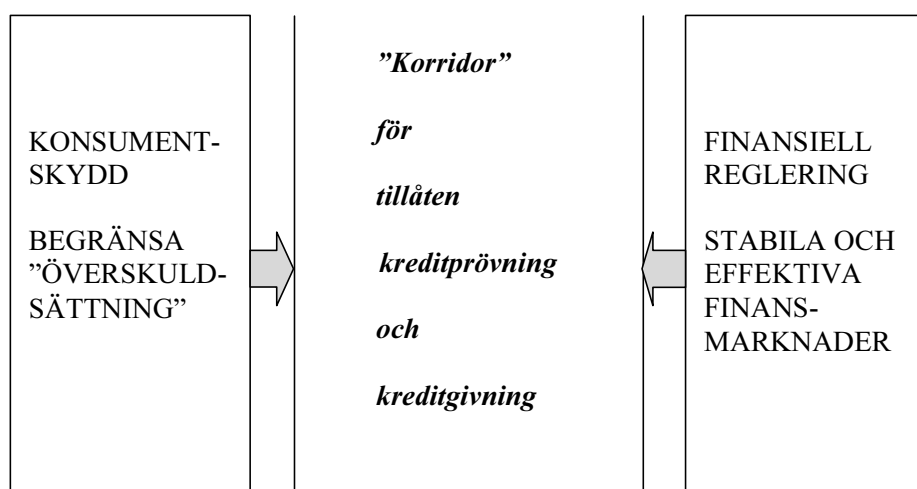 KONSUMENT-
SKYDD
BEGRÄNSA
”ÖVERSKULD-
SÄTTNING”
”Korridor”
för
tillåten
kreditprövning
och
kreditgivning
FINANSIELL
REGLERING
STABILA OCH
EFFEKTIVA
FINANS-
MARKNADER